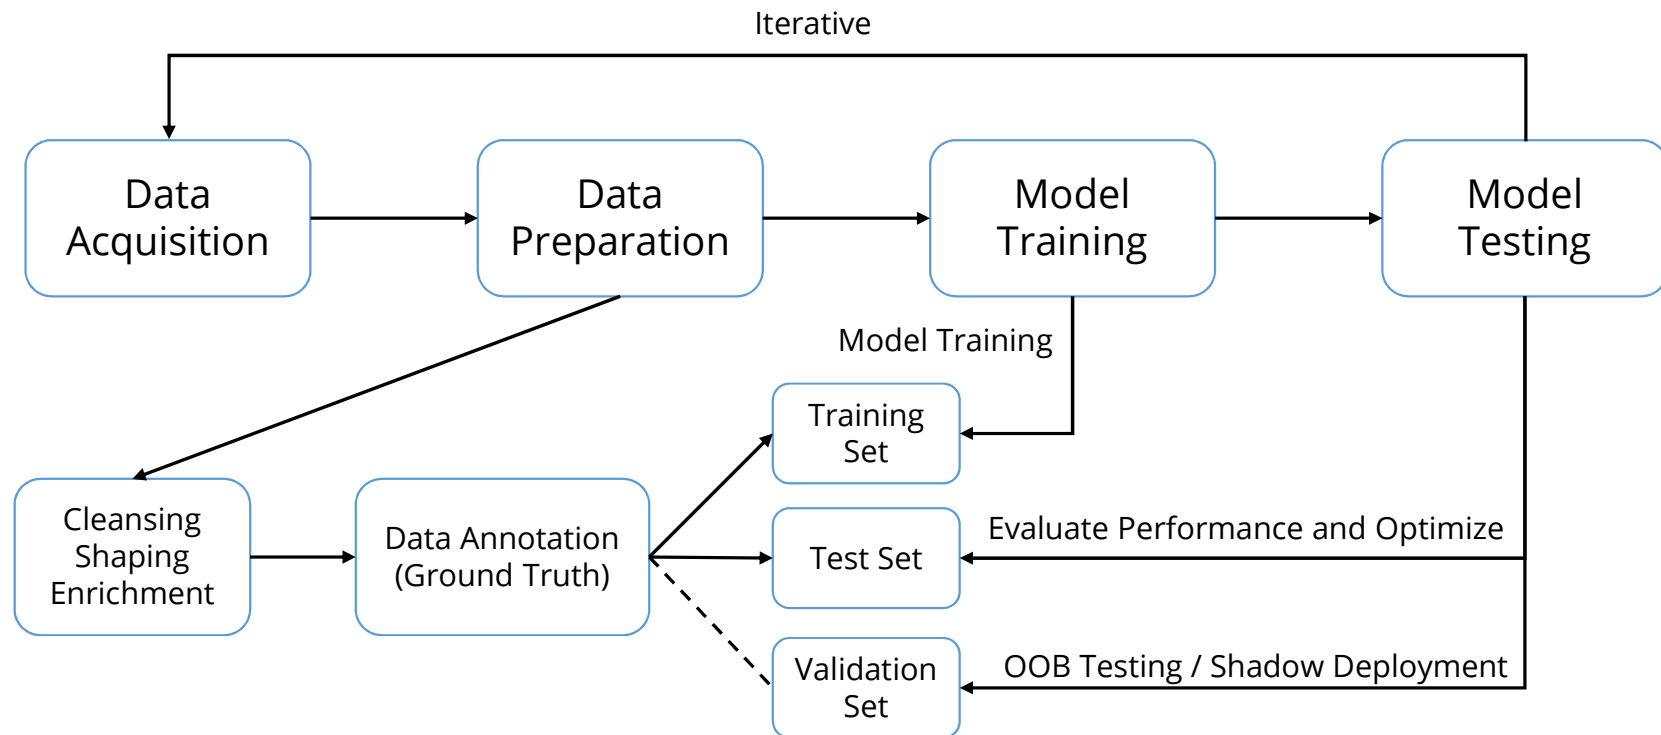 Iterative
Data
Acquisition
Data
Preparation
Model
Training
Model
Testing
Model Training
Training
Set
Cleansing
Shaping
Enrichment
Data Annotation
(Ground Truth)
Evaluate Performance and Optimize
Test Set
OOB Testing / Shadow Deployment
Validation
Set